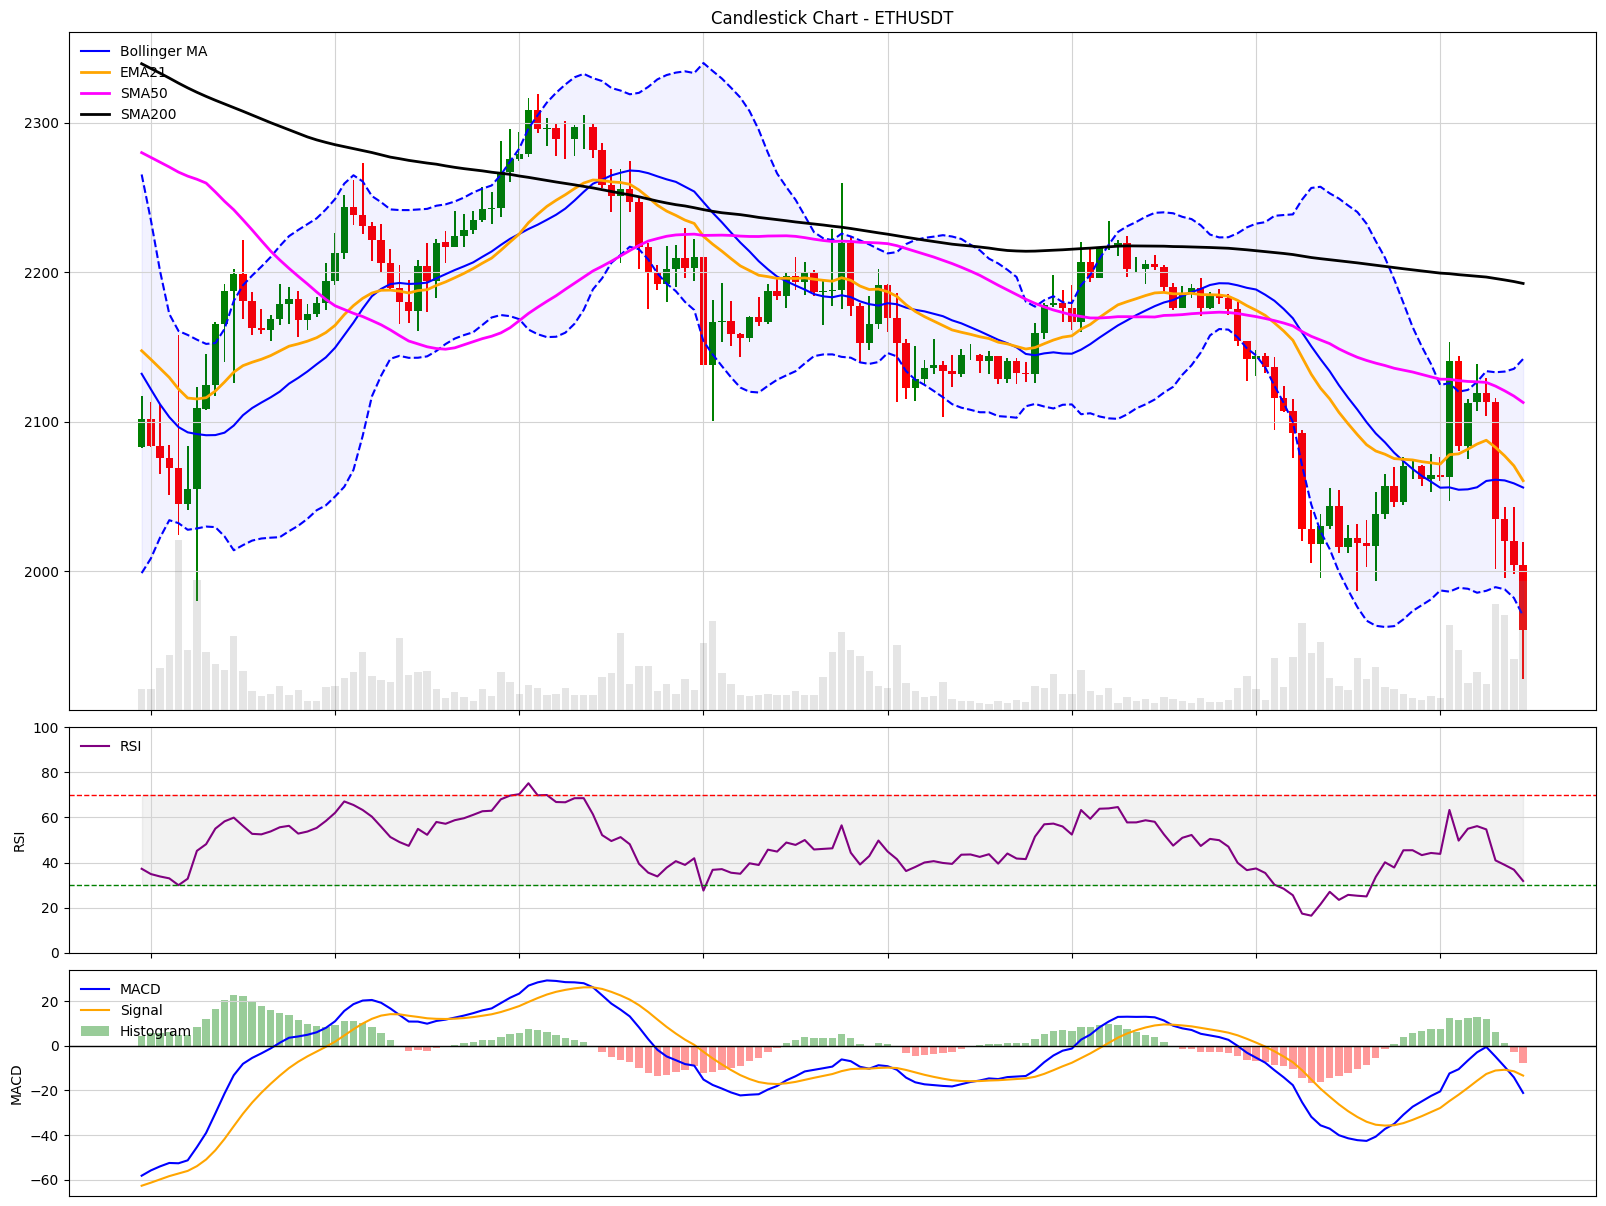 Candlestick Chart - ETHUSDT
Bollinger MA
EMA21
SMA50
SMA200
2300
2200
2100
2000
RSI
100
80
60
40
20
0
RSI
MACD
Signal
Histogram
20
0
−20
−40
−60
MACD